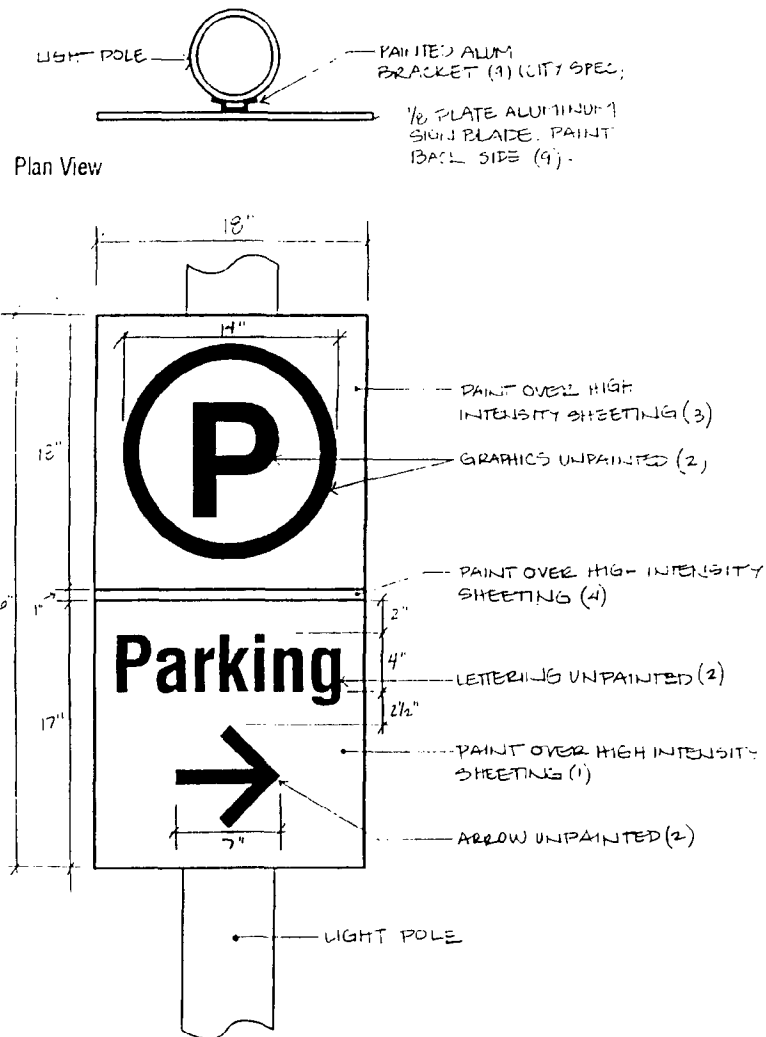 LIGHT POLE
PAINTED ALUM
BRACKET (9) (CITY SPEC,
1/8 PLATE ALUMINUM
SIGN BLADE. PAINT
BACK SIDE (9).
Plan View
18"
14"
PAINT OVER HIGH
INTENSITY SHEETING (3)
18"
P
GRAPHICS UNPAINTED (2)
PAINT OVER HIGH INTENSITY
SHEETING (4)
1"
2"
Parking
4"
LETTERING UNPAINTED (2)
2 1/2"
17"
PAINT OVER HIGH INTENSITY
SHEETING (1)
7"
ARROW UNPAINTED (2)
LIGHT POLE